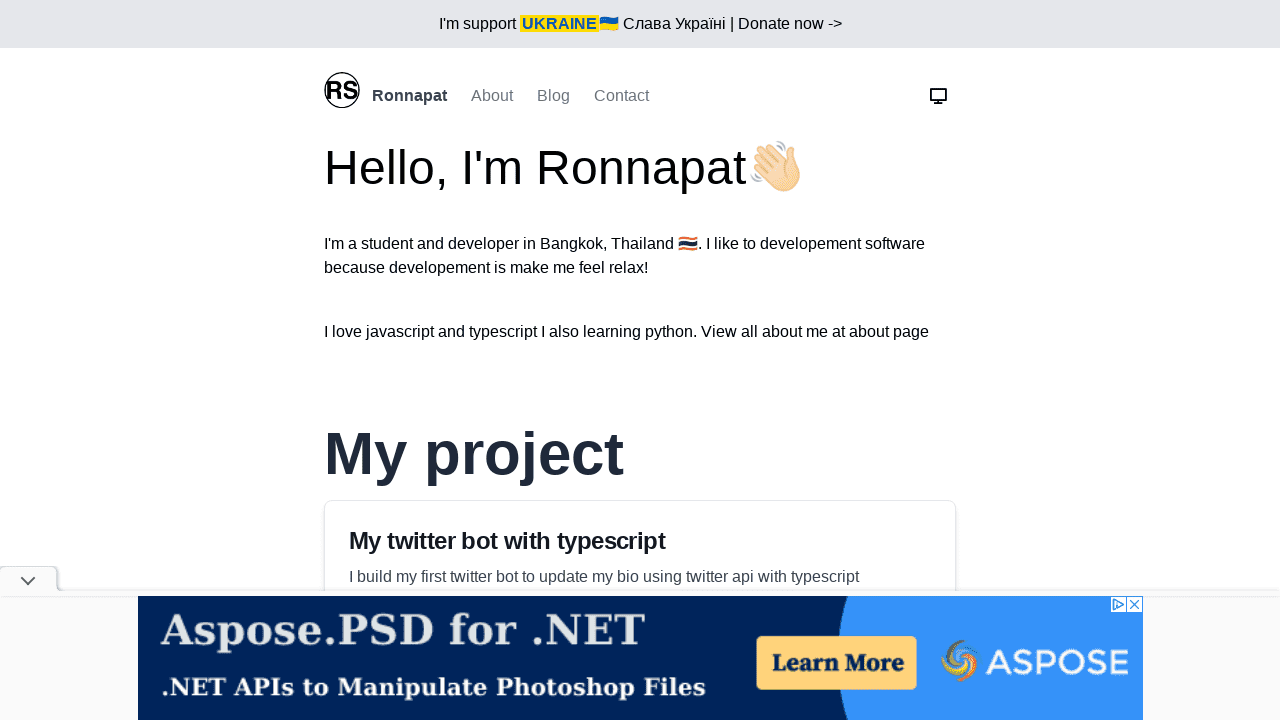 I'm support UKRAINE🇺🇦 Слава Україні | Donate now ->
RS Ronnapat About Blog Contact
Hello, I'm Ronnapat👋🏻
I'm a student and developer in Bangkok, Thailand 🇹🇭. I like to developement software
because developement is make me feel relax!
I love javascript and typescript I also learning python. View all about me at about page
My project
My twitter bot with typescript
I build my first twitter bot to update my bio using twitter api with typescript
Aspose.PSD for .NET
.NET APIs to Manipulate Photoshop Files
Learn More
ASPOSE